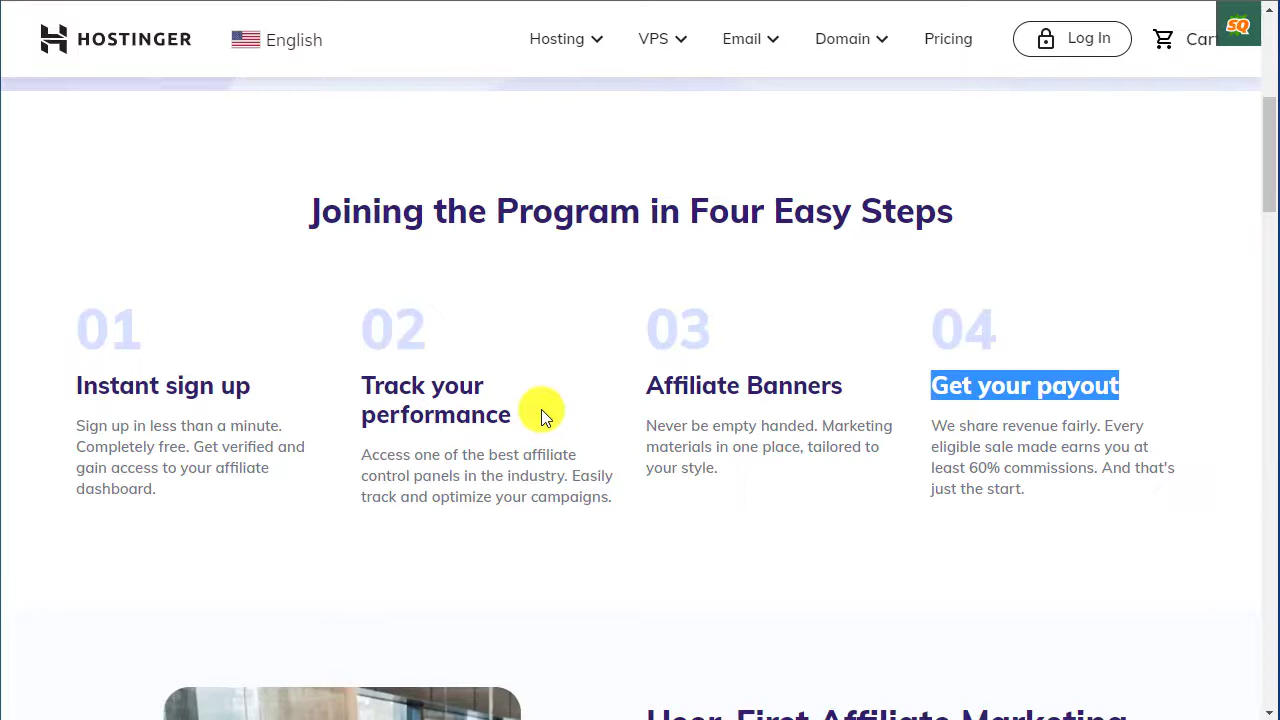 HOSTINGER English Hosting VPS Email Domain Pricing Log In Cart SQ
Joining the Program in Four Easy Steps
01
Instant sign up
Sign up in less than a minute.
Completely free. Get verified and
gain access to your affiliate
dashboard.
02
Track your
performance
Access one of the best affiliate
control panels in the industry. Easily
track and optimize your campaigns.
03
Affiliate Banners
Never be empty handed. Marketing
materials in one place, tailored to
your style.
04
Get your payout
We share revenue fairly. Every
eligible sale made earns you at
least 60% commissions. And that's
just the start.
User-First Affiliate Marketing